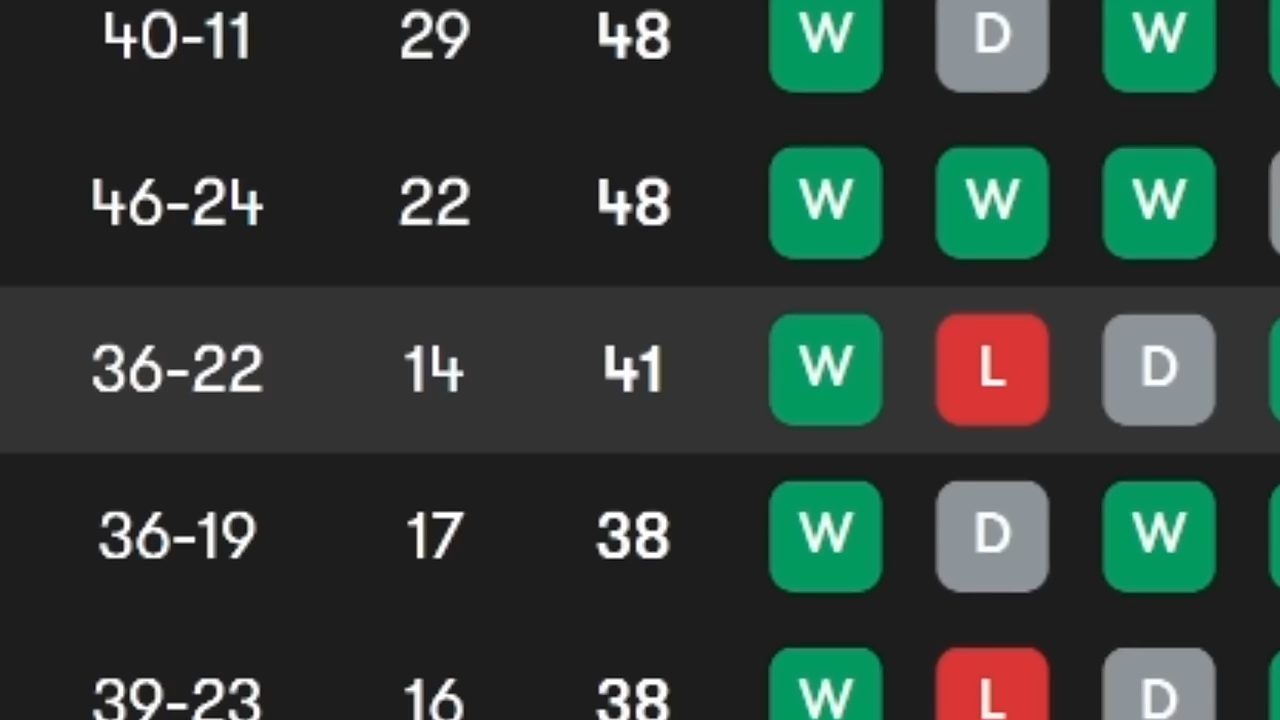 40-11 29 48 W D W
46-24 22 48 W W W
36-22 14 41 W L D
36-19 17 38 W D W
39-23 16 38 W L D